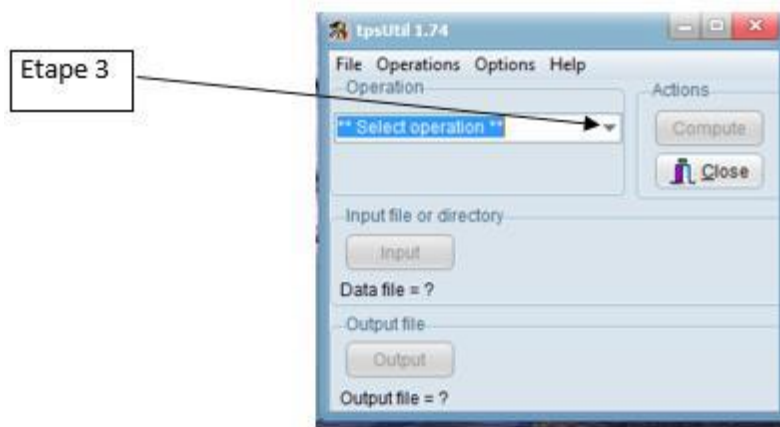 Etape 3
tpsUtil 1.74
File Operations Options Help
Operation
Actions
** Select operation **
Compute
Close
Input file or directory
Input
Data file = ?
Output file
Output
Output file = ?